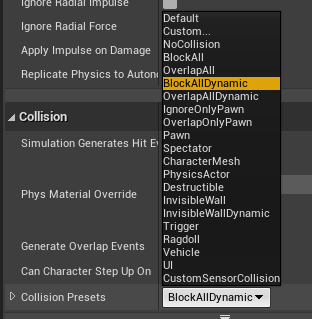 Ignore Radial Impulse
Ignore Radial Force
Apply Impulse on Damage
Replicate Physics to Auton
Collision
Simulation Generates Hit Ev
Phys Material Override
Generate Overlap Events
Can Character Step Up On
Collision Presets
Default
Custom...
NoCollision
BlockAll
OverlapAll
BlockAllDynamic
OverlapAllDynamic
IgnoreOnlyPawn
OverlapOnlyPawn
Pawn
Spectator
CharacterMesh
PhysicsActor
Destructible
InvisibleWall
InvisibleWallDynamic
Trigger
Ragdoll
Vehicle
UI
CustomSensorCollision
BlockAllDynamic